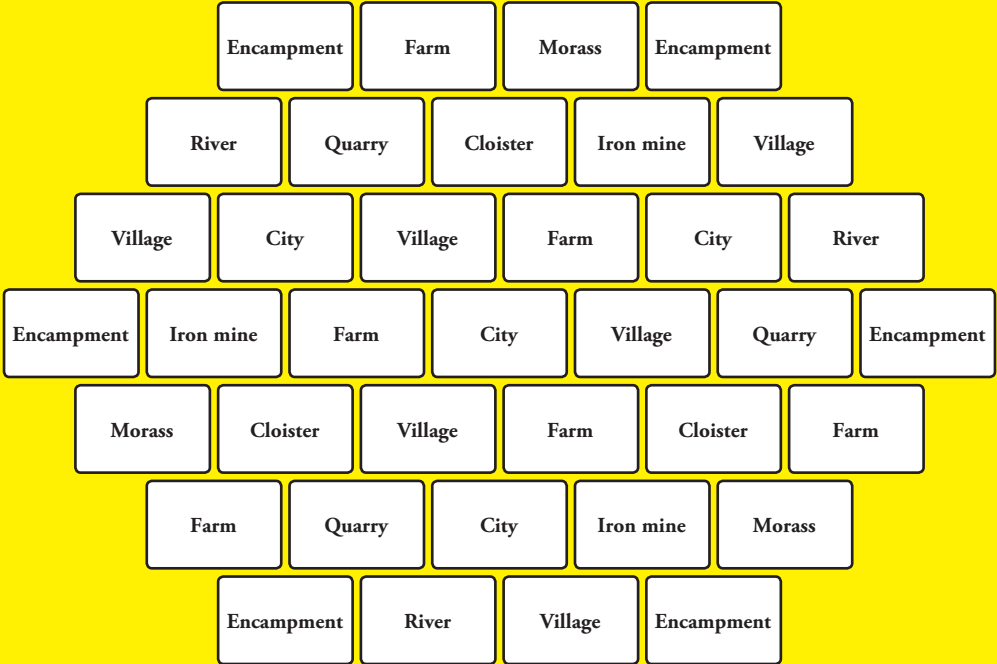 Encampment Farm Morass Encampment
River Quarry Cloister Iron mine Village
Village City Village Farm City River
Encampment Iron mine Farm City Village Quarry Encampment
Morass Cloister Village Farm Cloister Farm
Farm Quarry City Iron mine Morass
Encampment River Village Encampment